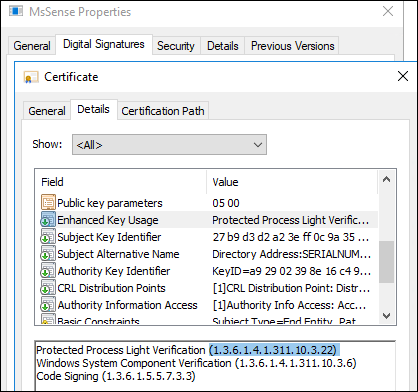 MsSense Properties
General Digital Signatures Security Details Previous Versions
Certificate
General Details Certification Path
Show: <All>
Field Value
Public key parameters 05 00
Enhanced Key Usage Protected Process Light Verific...
Subject Key Identifier 27 b9 d3 d2 a2 3e ff 0c 9a 35 ...
Subject Alternative Name Directory Address:SERIALNUM...
Authority Key Identifier KeyID=a9 29 02 39 8e 16 c4 9...
CRL Distribution Points [1]CRL Distribution Point: Distr...
Authority Information Access [1]Authority Info Access: Acc...
Basic Constraints Subject Type=End Entity, Pat
Protected Process Light Verification (1.3.6.1.4.1.311.10.3.22)
Windows System Component Verification (1.3.6.1.4.1.311.10.3.6)
Code Signing (1.3.6.1.5.5.7.3.3)